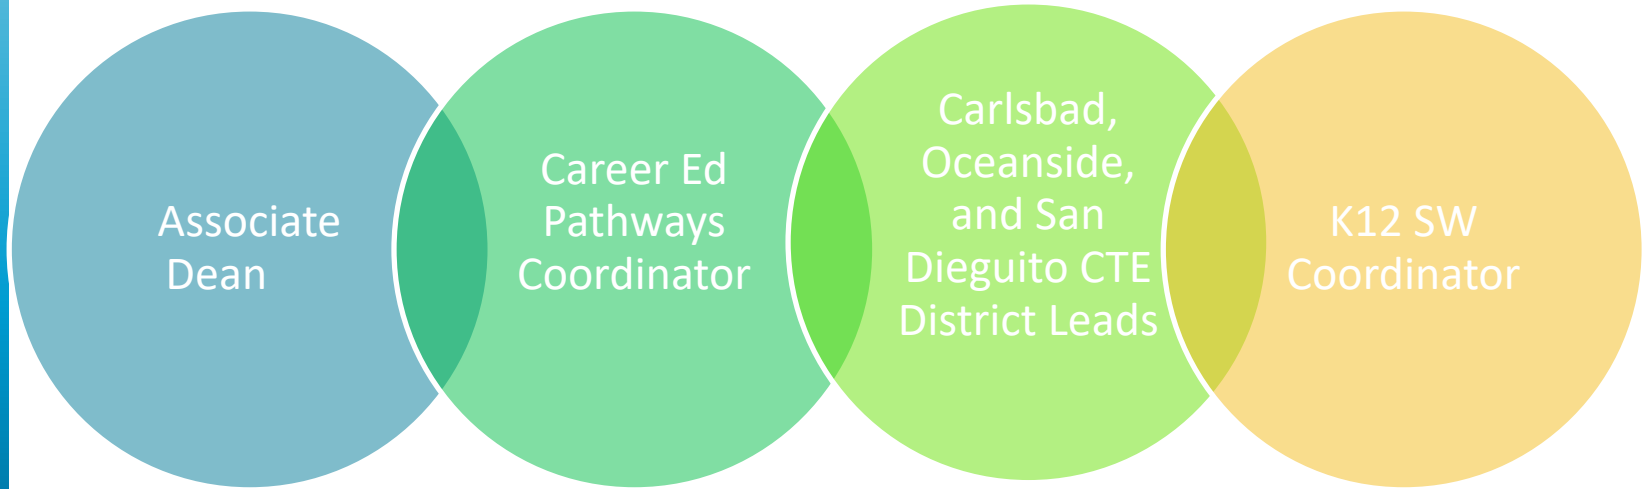 Associate
Dean
Career Ed
Pathways
Coordinator
Carlsbad,
Oceanside,
and San
Dieguito CTE
District Leads
K12 SW
Coordinator